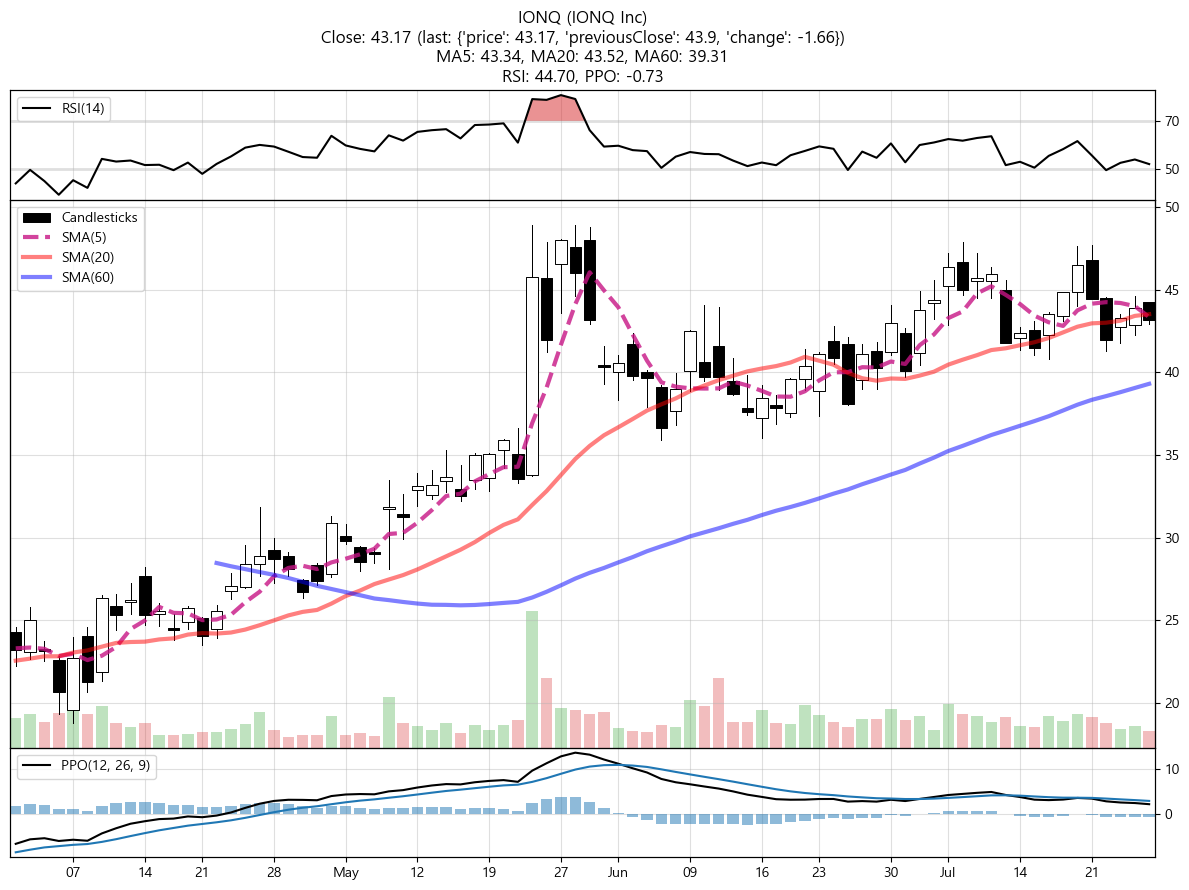 IONQ (IONQ Inc)
Close: 43.17 (last: {'price': 43.17, 'previousClose': 43.9, 'change': -1.66})
MA5: 43.34, MA20: 43.52, MA60: 39.31
RSI: 44.70, PPO: -0.73
RSI(14)
70
50
Candlesticks
SMA(5)
SMA(20)
SMA(60)
50
45
40
35
30
25
20
PPO(12, 26, 9)
10
0
07 14 21 28 May 12 19 27 Jun 09 16 23 Jul 14 21